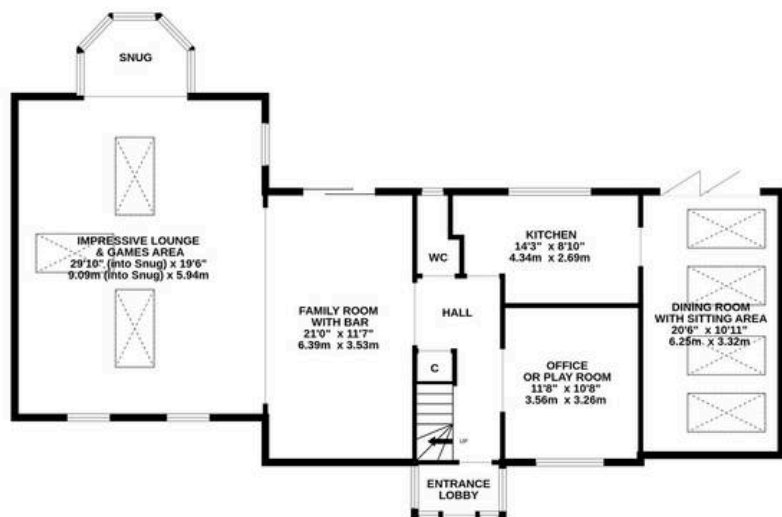 SNUG
IMPRESSIVE LOUNGE
& GAMES AREA
29'10" (into Snug) x 19'6"
9.09m (into Snug) x 5.94m
FAMILY ROOM
WITH BAR
21'0" x 11'7"
6.39m x 3.53m
WC
HALL
C
UP
ENTRANCE
LOBBY
KITCHEN
14'3" x 8'10"
4.34m x 2.69m
OFFICE
OR PLAY ROOM
11'8" x 10'8"
3.56m x 3.26m
DINING ROOM
WITH SITTING AREA
20'6" x 10'11"
6.25m x 3.32m